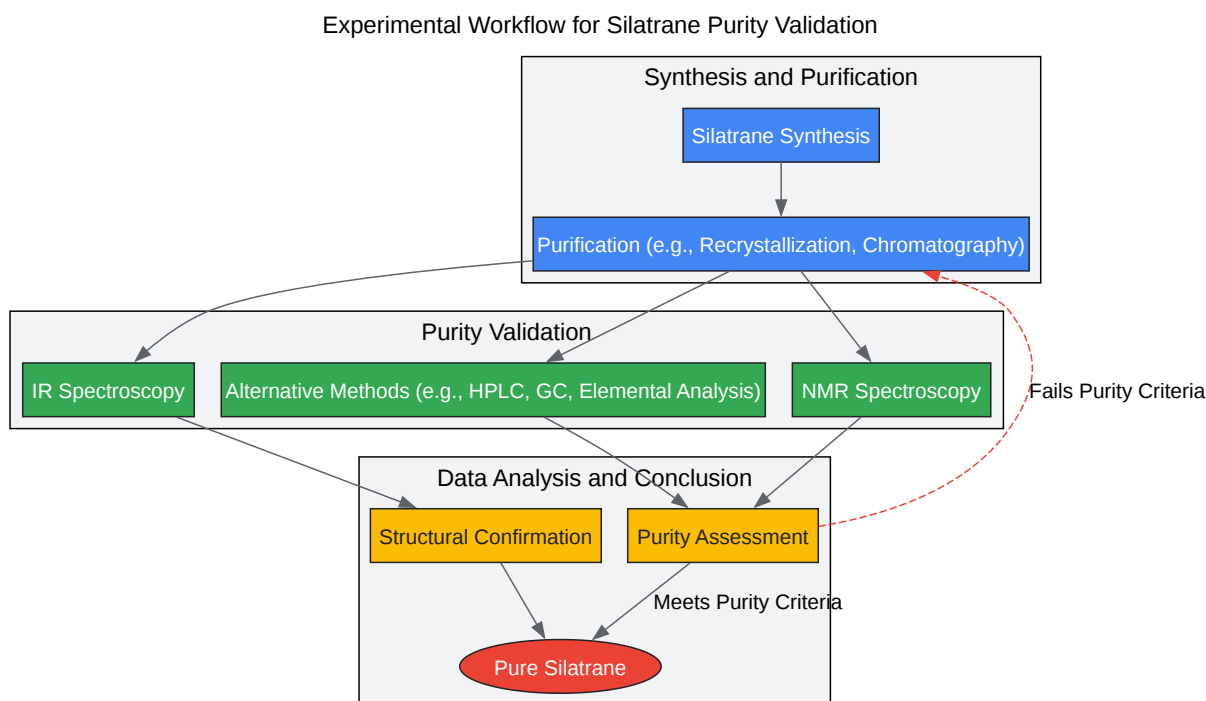 Experimental Workflow for Silatrane Purity Validation
Synthesis and Purification
Silatrane Synthesis
Purification (e.g., Recrystallization, Chromatography)
Purity Validation
IR Spectroscopy
Alternative Methods (e.g., HPLC, GC, Elemental Analysis)
NMR Spectroscopy
Fails Purity Criteria
Data Analysis and Conclusion
Structural Confirmation
Purity Assessment
Meets Purity Criteria
Pure Silatrane